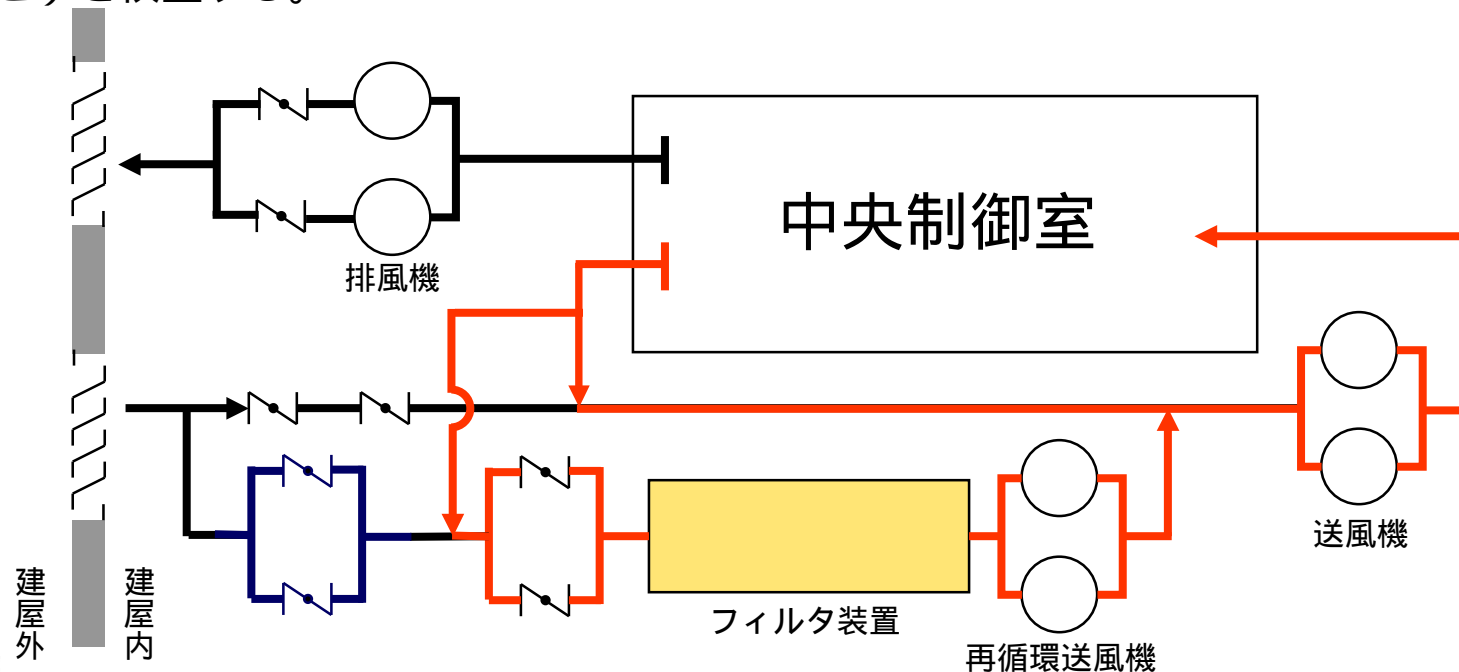 中央制御室
排風機
送風機
フィルタ装置
再循環送風機
建屋外
建屋内